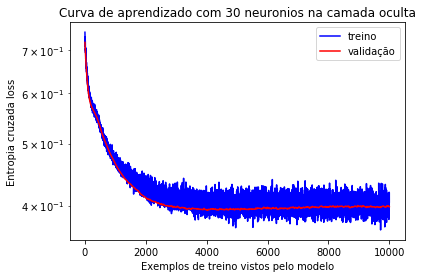 Curva de aprendizado com 30 neuronios na camada oculta
treino
validação
7 × 10⁻¹
6 × 10⁻¹
5 × 10⁻¹
4 × 10⁻¹
Entropia cruzada loss
0
2000
4000
6000
8000
10000
Exemplos de treino vistos pelo modelo